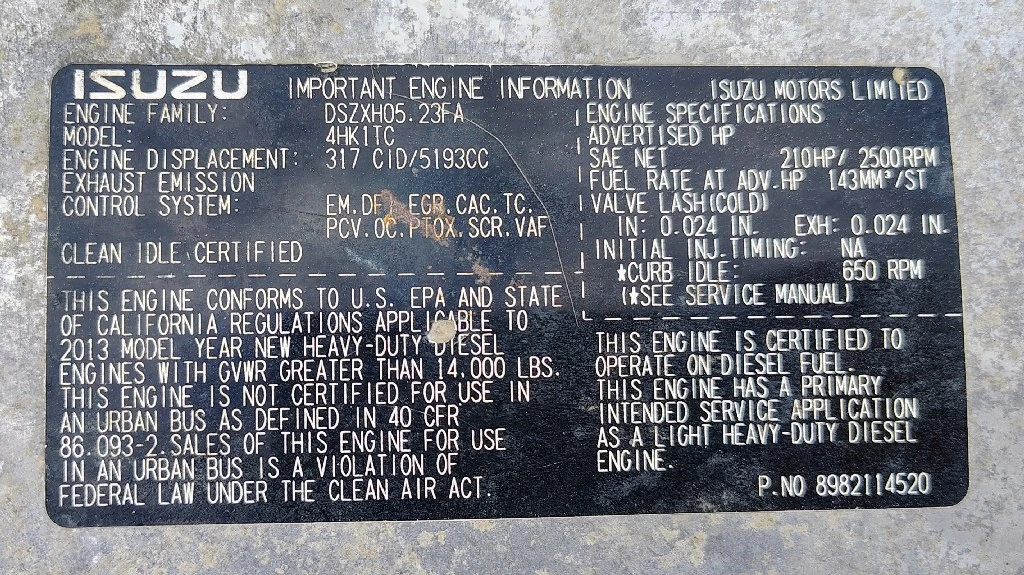 ISUZU IMPORTANT ENGINE INFORMATION ISUZU MOTORS LIMITED
ENGINE FAMILY: DSZXH05.23FA
MODEL: 4HK1TC
ENGINE DISPLACEMENT: 317 CID/5193CC
EXHAUST EMISSION
CONTROL SYSTEM: EM. EGR.CAC.TC.
PCV.OC.PTOX.SCR.VAF
CLEAN IDLE CERTIFIED
THIS ENGINE CONFORMS TO U.S. EPA AND STATE
OF CALIFORNIA REGULATIONS APPLICABLE TO
2013 MODEL YEAR NEW HEAVY-DUTY DIESEL
ENGINES WITH GVWR GREATER THAN 14.000 LBS.
THIS ENGINE IS NOT CERTIFIED FOR USE IN
AN URBAN BUS AS DEFINED IN 40 CFR
86.093-2.SALES OF THIS ENGINE FOR USE
IN AN URBAN BUS IS A VIOLATION OF
FEDERAL LAW UNDER THE CLEAN AIR ACT.
ENGINE SPECIFICATIONS
ADVERTISED HP
SAE NET 210HP/ 2500RPM
FUEL RATE AT ADV.HP 143MM³/ST
VALVE LASH(COLD)
IN: 0.024 IN. EXH: 0.024 IN.
INITIAL INJ.TIMING: NA
★CURB IDLE: 650 RPM
(★SEE SERVICE MANUAL)
THIS ENGINE IS CERTIFIED TO
OPERATE ON DIESEL FUEL.
THIS ENGINE HAS A PRIMARY
INTENDED SERVICE APPLICATION
AS A LIGHT HEAVY-DUTY DIESEL
ENGINE.
P.NO 8982114520